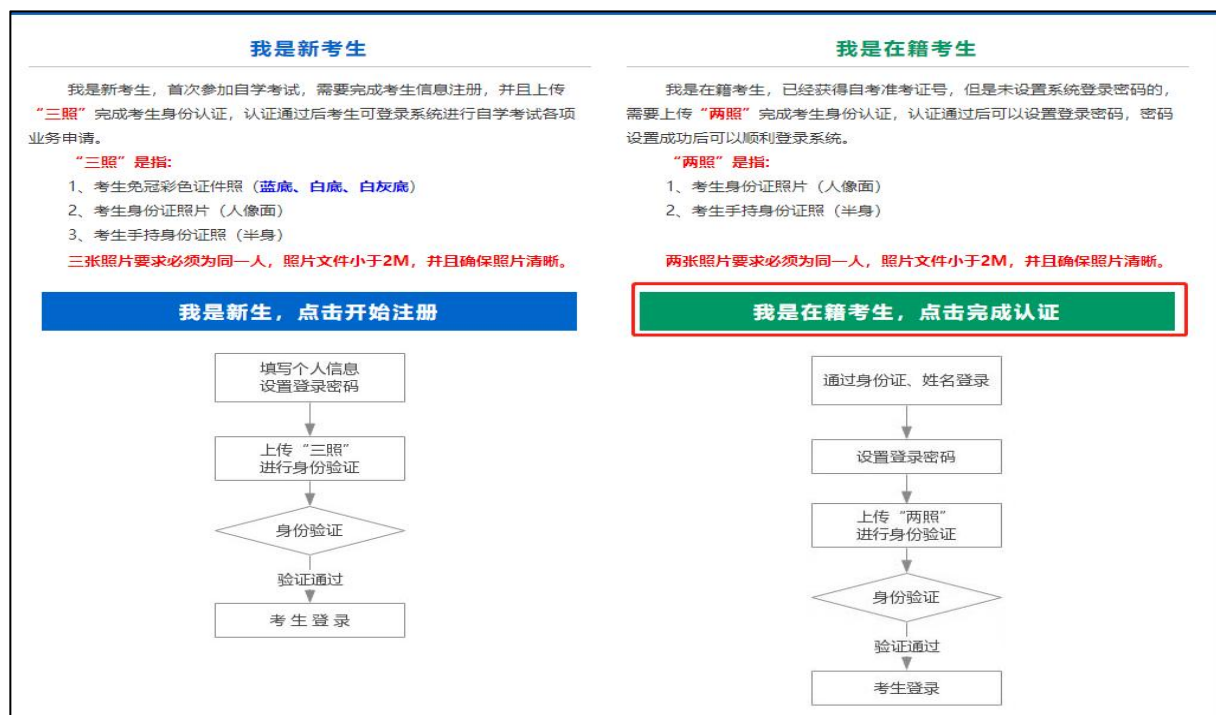 我是新考生
我是新考生，首次参加自学考试，需要完成考生信息注册，并且上传
“三照”完成考生身份认证，认证通过后考生可登录系统进行自学考试各项
业务申请。
“三照”是指:
1、考生免冠彩色证件照（蓝底、白底、白灰底）
2、考生身份证照片（人像面）
3、考生手持身份证照（半身）
三张照片要求必须为同一人，照片文件小于2M，并且确保照片清晰。
我是新生，点击开始注册
填写个人信息
设置登录密码
上传“三照”
进行身份验证
身份验证
验证通过
考 生 登 录
我是在籍考生
我是在籍考生，已经获得自考准考证号，但是未设置系统登录密码的，
需要上传“两照”完成考生身份认证，认证通过后可以设置登录密码，密码
设置成功后可以顺利登录系统。
“两照”是指:
1、考生身份证照片（人像面）
2、考生手持身份证照（半身）
两张照片要求必须为同一人，照片文件小于2M，并且确保照片清晰。
我是在籍考生，点击完成认证
通过身份证、姓名登录
设置登录密码
上传“两照”
进行身份验证
身份验证
验证通过
考生登录